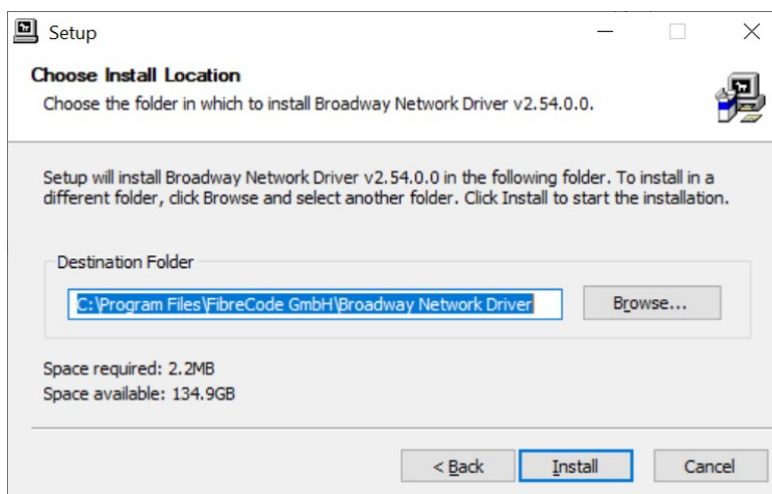 Setup
Choose Install Location
Choose the folder in which to install Broadway Network Driver v2.54.0.0.
Setup will install Broadway Network Driver v2.54.0.0 in the following folder. To install in a
different folder, click Browse and select another folder. Click Install to start the installation.
Destination Folder
C:\Program Files\FibreCode GmbH\Broadway Network Driver
Browse...
Space required: 2.2MB
Space available: 134.9GB
< Back
Install
Cancel